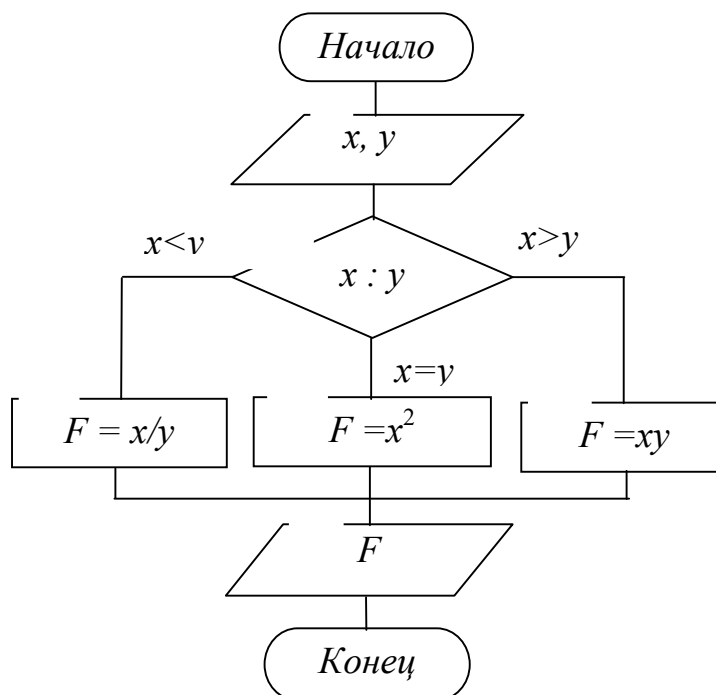 Начало
x, y
x<y
x>y
x : y
x=y
F = x/y
F =x²
F =xy
F
Конец